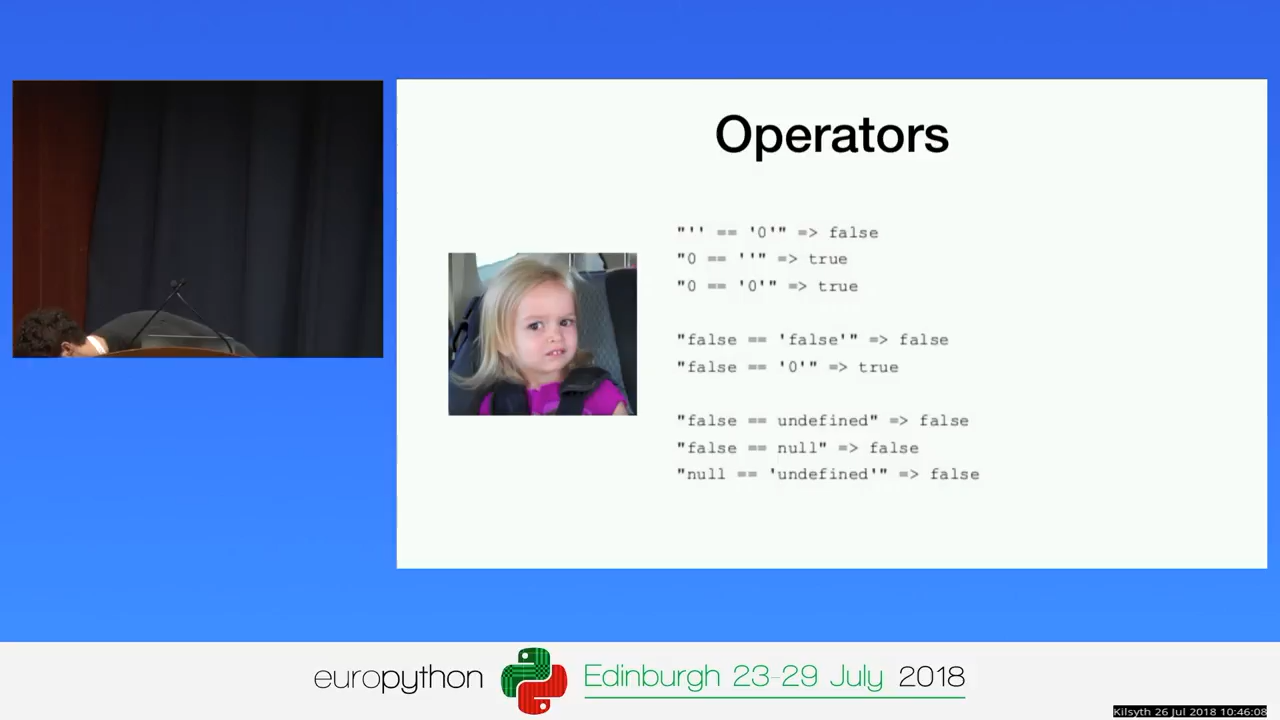 Operators
"'' == '0'" => false
"0 == ''" => true
"0 == '0'" => true
"false == 'false'" => false
"false == '0'" => true
"false == undefined" => false
"false == null" => false
"null == 'undefined'" => false
europython
Edinburgh 23-29 July 2018
Kilsyth 26 Jul 2018 10:46:08